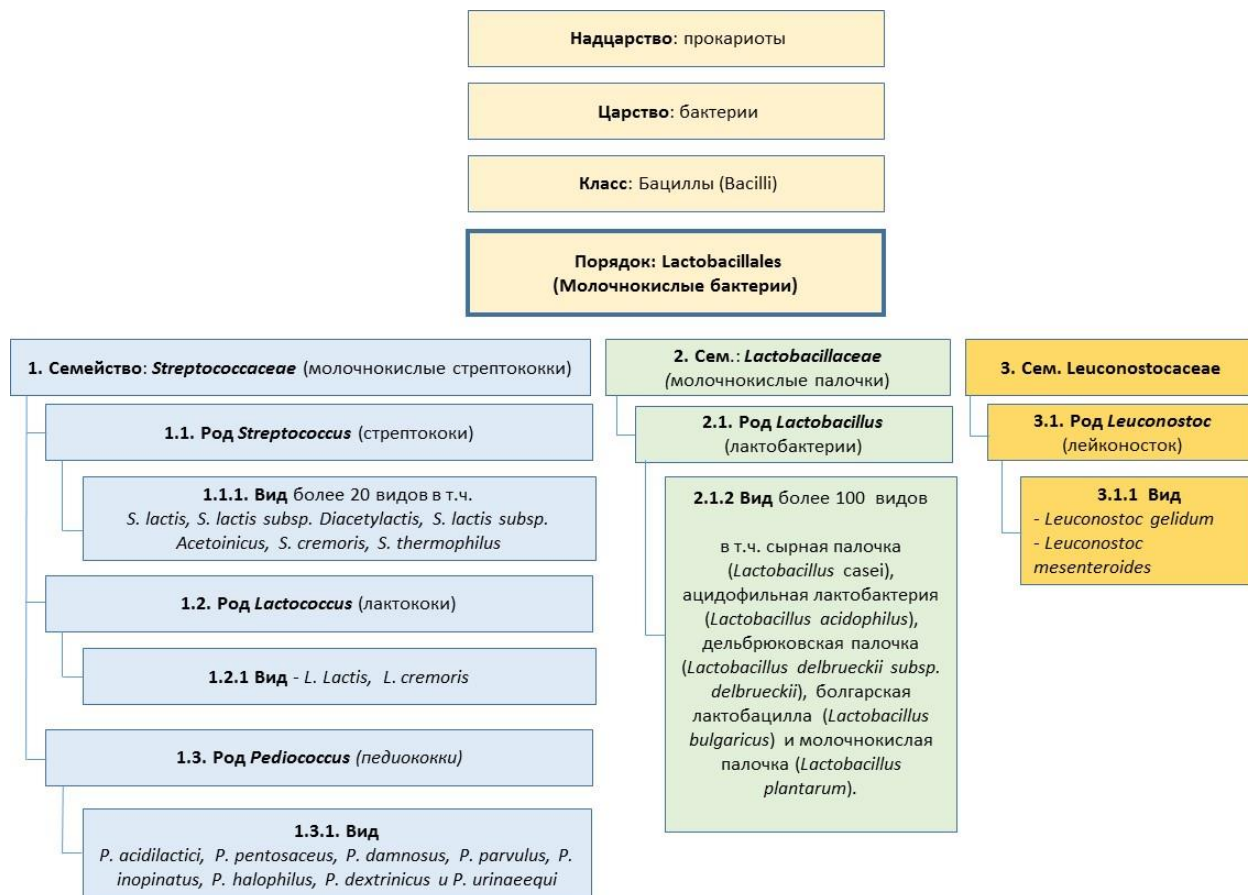 Надцарство: прокариоты
Царство: бактерии
Класс: Бациллы (Bacilli)
Порядок: Lactobacillales
(Молочнокислые бактерии)
1. Семейство: Streptococcaceae (молочнокислые стрептококки)
1.1. Род Streptococcus (стрептококи)
1.1.1. Вид более 20 видов в т.ч.
S. lactis, S. lactis subsp. Diacetylactis, S. lactis subsp.
Acetoinicus, S. cremoris, S. thermophilus
1.2. Род Lactococcus (лактококи)
1.2.1 Вид - L. Lactis, L. cremoris
1.3. Род Pediococcus (педиококки)
1.3.1. Вид
P. acidilactici, P. pentosaceus, P. damnosus, P. parvulus, P.
inopinatus, P. halophilus, P. dextrinicus и P. urinaeequi
2. Сем.: Lactobacillaceae
(молочнокислые палочки)
2.1. Род Lactobacillus
(лактобактерии)
2.1.2 Вид более 100 видов
в т.ч. сырная палочка
(Lactobacillus casei),
ацидофильная лактобактерия
(Lactobacillus acidophilus),
дельбрюковская палочка
(Lactobacillus delbrueckii subsp.
delbrueckii), болгарская
лактобацилла (Lactobacillus
bulgaricus) и молочнокислая
палочка (Lactobacillus
plantarum).
3. Сем. Leuconostocaceae
3.1. Род Leuconostoc
(лейконосток)
3.1.1 Вид
- Leuconostoc gelidum
- Leuconostoc
mesenteroides